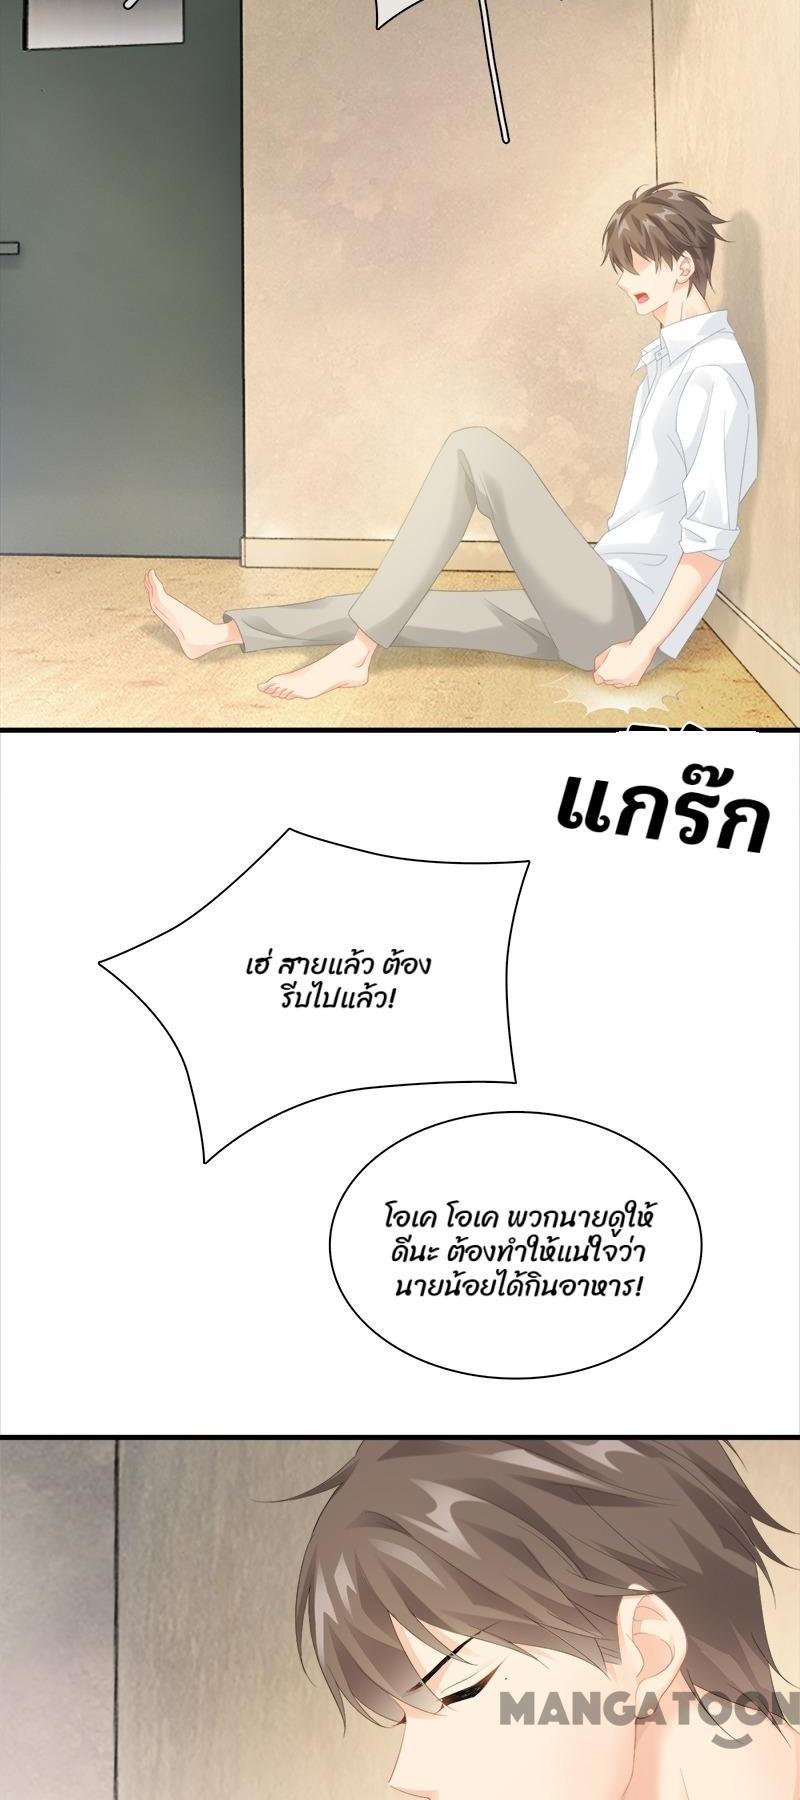 แกร๊ก
เฮ่ สายแล้ว ต้อง
รีบไปแล้ว!
โอเค โอเค พวกนายดูให้
ดีนะ ต้องทำให้แน่ใจว่า
นายน้อยได้กินอาหาร!
MANGATOON